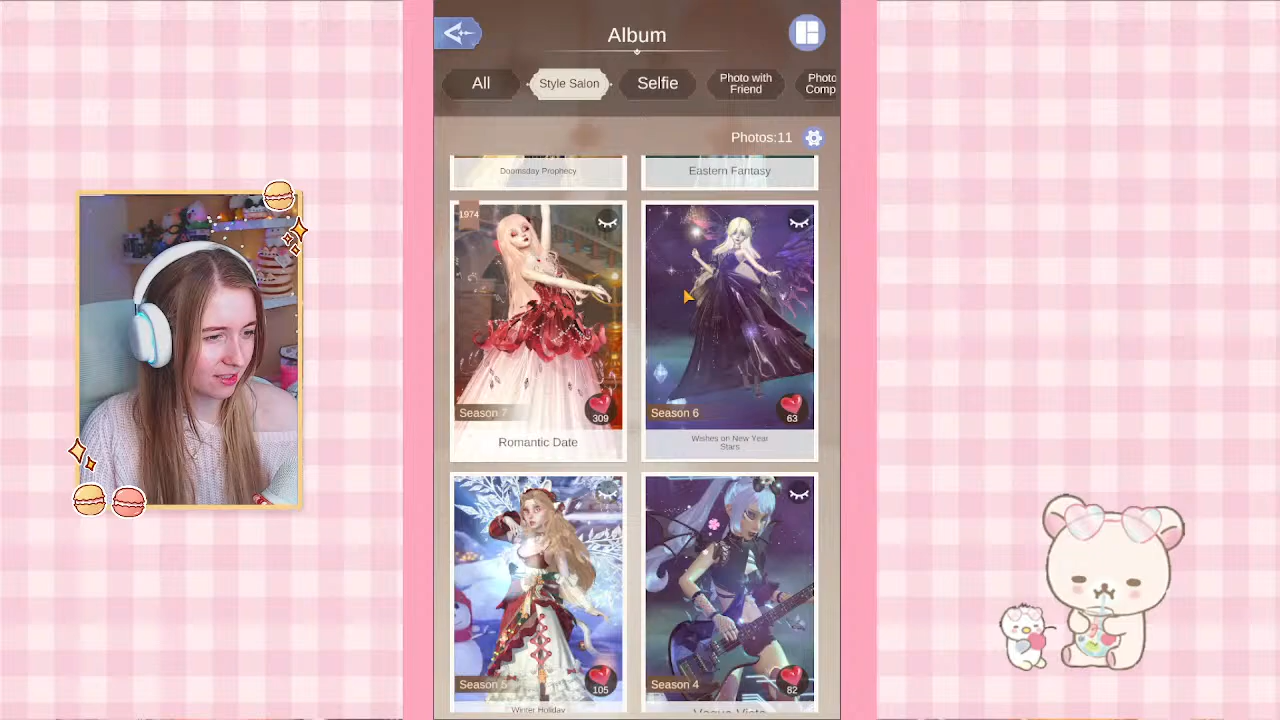 Album
All
Style Salon
Selfie
Photo with
Friend
Photo
Comp
Photos:11
Doomsday Prophecy
Eastern Fantasy
1974
Season 7
309
Romantic Date
Season 6
63
Wishes on New Year
Stars
Season 5
105
Winter Holiday
Season 4
82